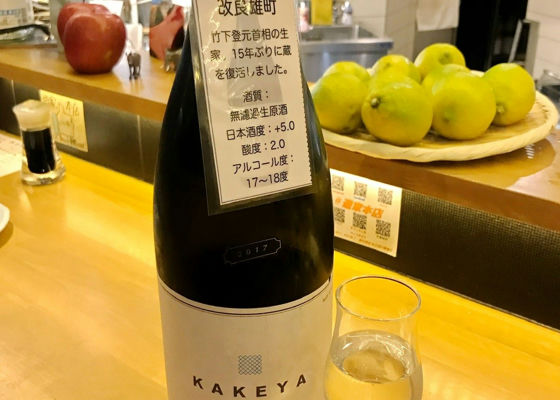 改良雄町
竹下登元首相の生
家、15年ぶりに蔵
を復活しました。
酒質：
無濾過生原酒
日本酒度：+5.0
酸度：2.0
アルコール度：
17〜18度
2017
KAKEYA